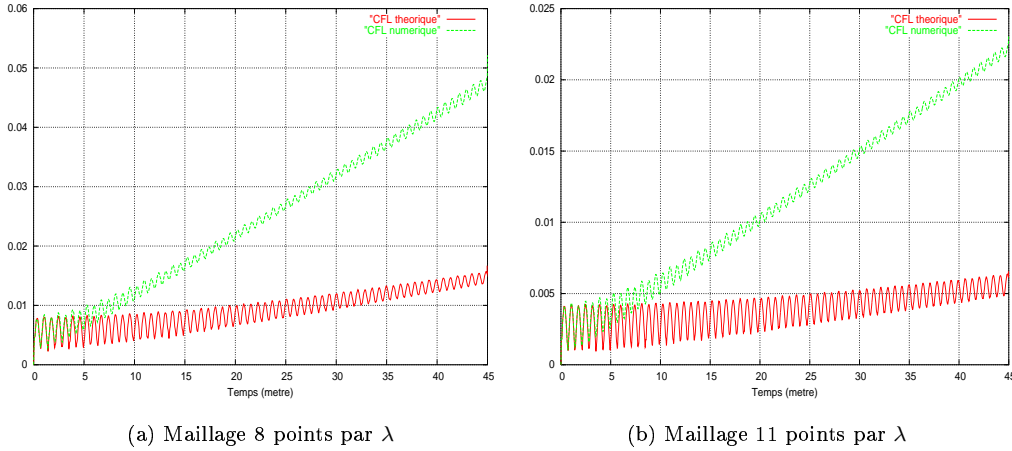 0.06
0.05
0.04
0.03
0.02
0.01
0
0 5 10 15 20 25 30 35 40 45
Temps (metre)
"CFL theorique"
"CFL numerique"
(a) Maillage 8 points par λ
0.025
0.02
0.015
0.01
0.005
0
0 5 10 15 20 25 30 35 40 45
Temps (metre)
"CFL theorique"
"CFL numerique"
(b) Maillage 11 points par λ